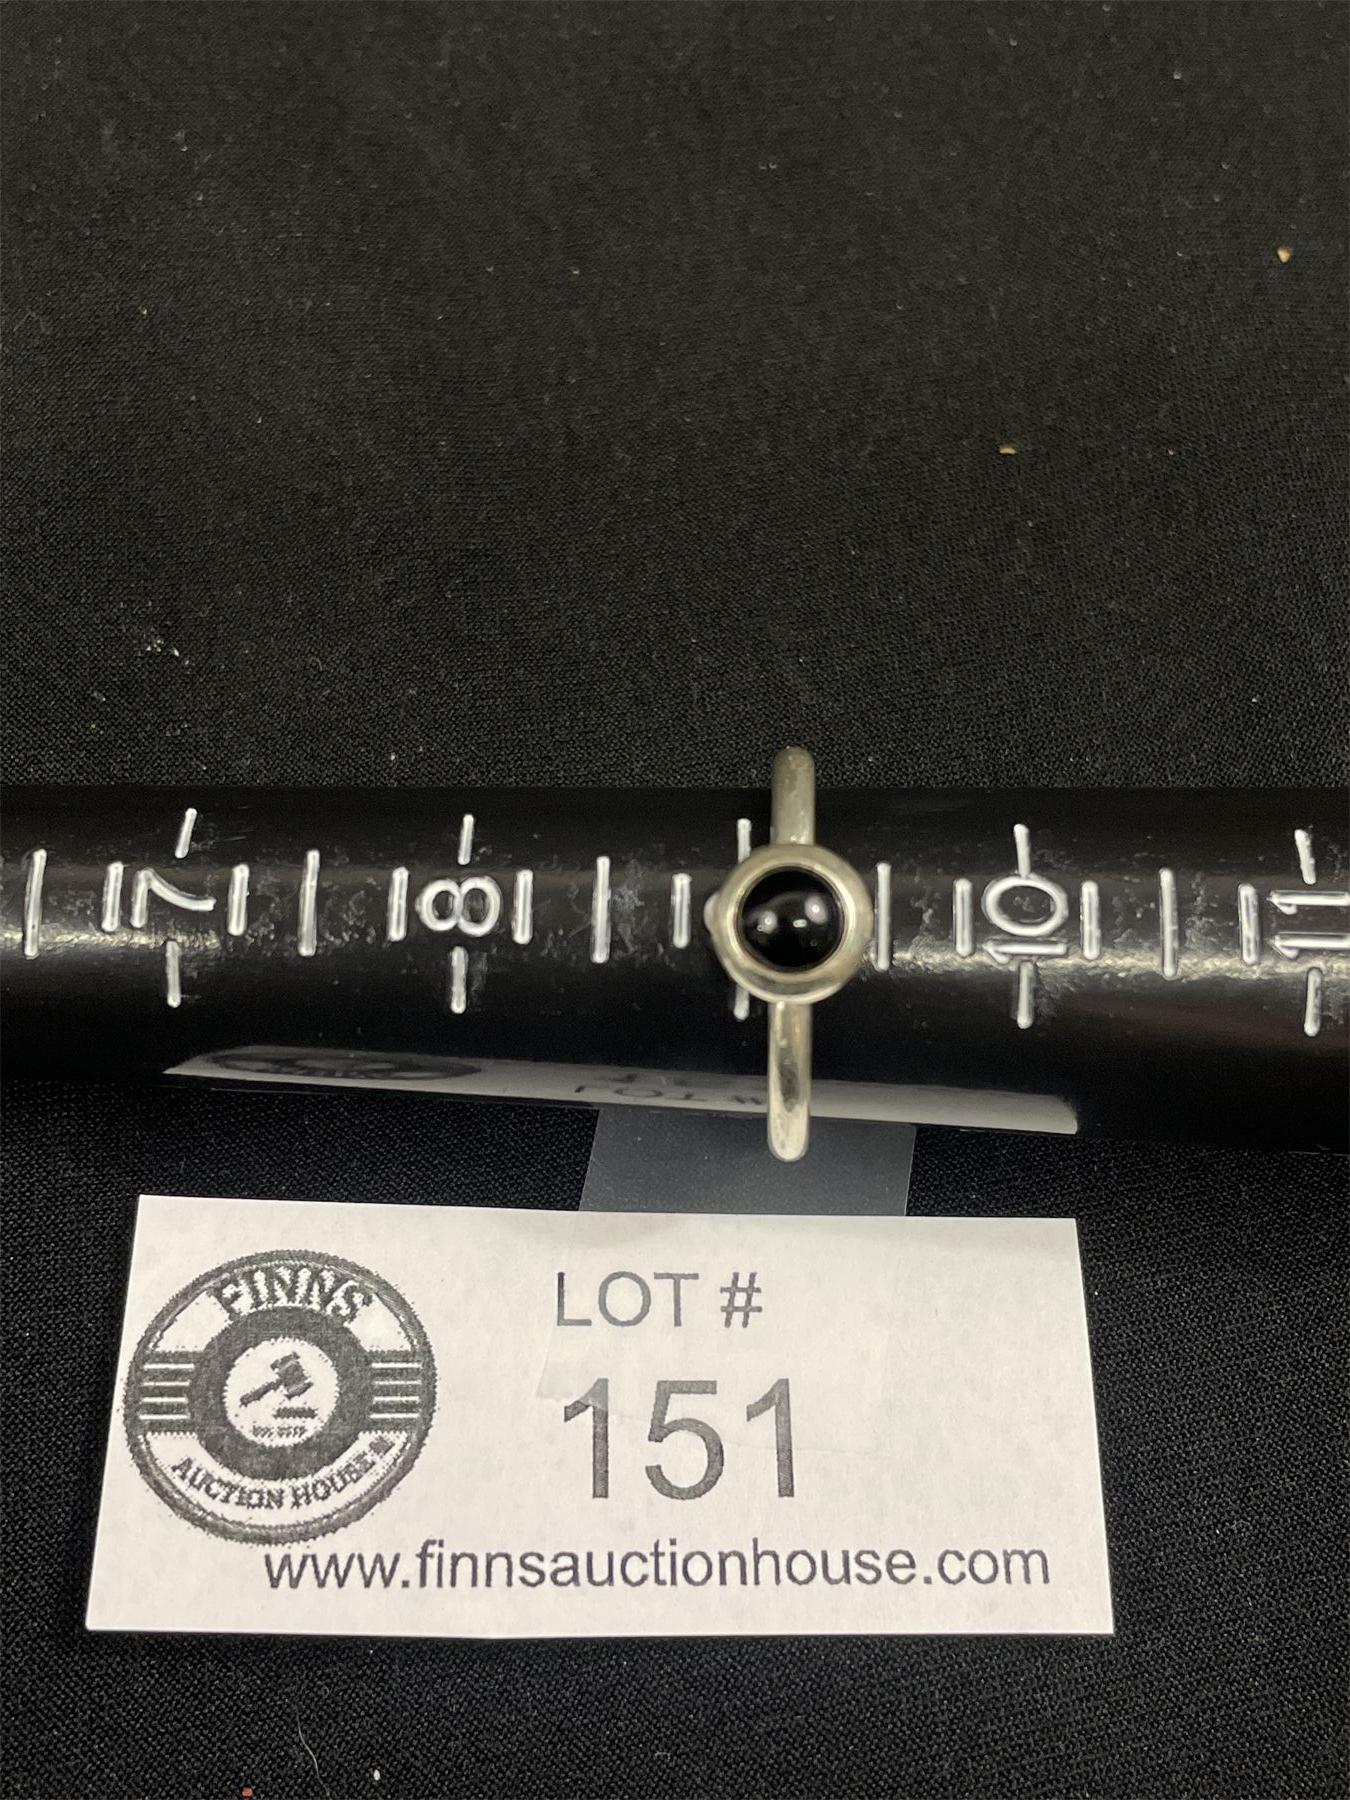 7 8 10 11
FINNS
AUCTION HOUSE
LOT #
151
www.finnsauctionhouse.com